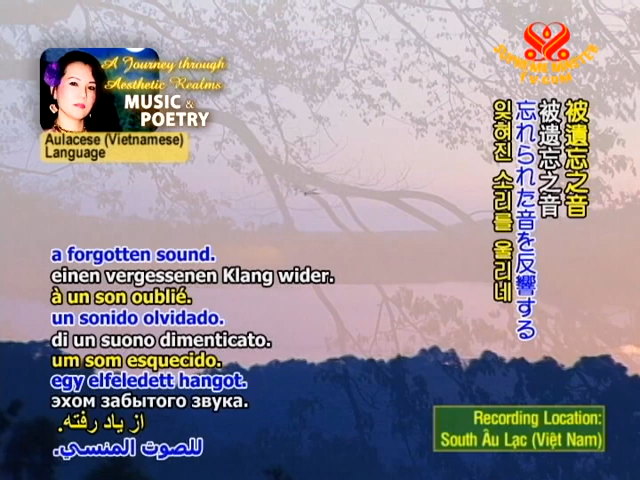 A Journey through
Aesthetic Realms
MUSIC &
POETRY
Aulacese (Vietnamese)
Language
SUPREME MASTER
TELEVISION
被遺忘之音
被遗忘之音
忘れられた音を反響する
잊혀진 소리를 울리네
a forgotten sound.
einen vergessenen Klang wider.
à un son oublié.
un sonido olvidado.
di un suono dimenticato.
um som esquecido.
egy elfeledett hangot.
эхом забытого звука.
از یاد رفته.
للصوت المنسي.
Recording Location:
South Âu Lạc (Việt Nam)